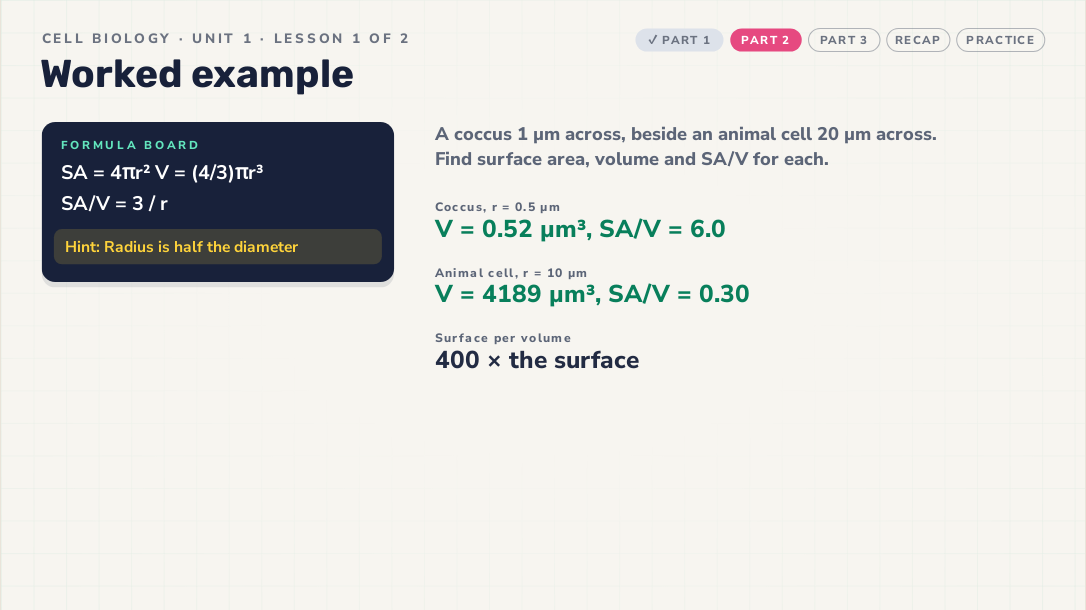 CELL BIOLOGY · UNIT 1 · LESSON 1 OF 2
✓ PART 1
PART 2
PART 3
RECAP
PRACTICE
Worked example
FORMULA BOARD
SA = 4πr² V = (4/3)πr³
SA/V = 3 / r
Hint: Radius is half the diameter
A coccus 1 µm across, beside an animal cell 20 µm across.
Find surface area, volume and SA/V for each.
Coccus, r = 0.5 µm
V = 0.52 µm³, SA/V = 6.0
Animal cell, r = 10 µm
V = 4189 µm³, SA/V = 0.30
Surface per volume
400 × the surface